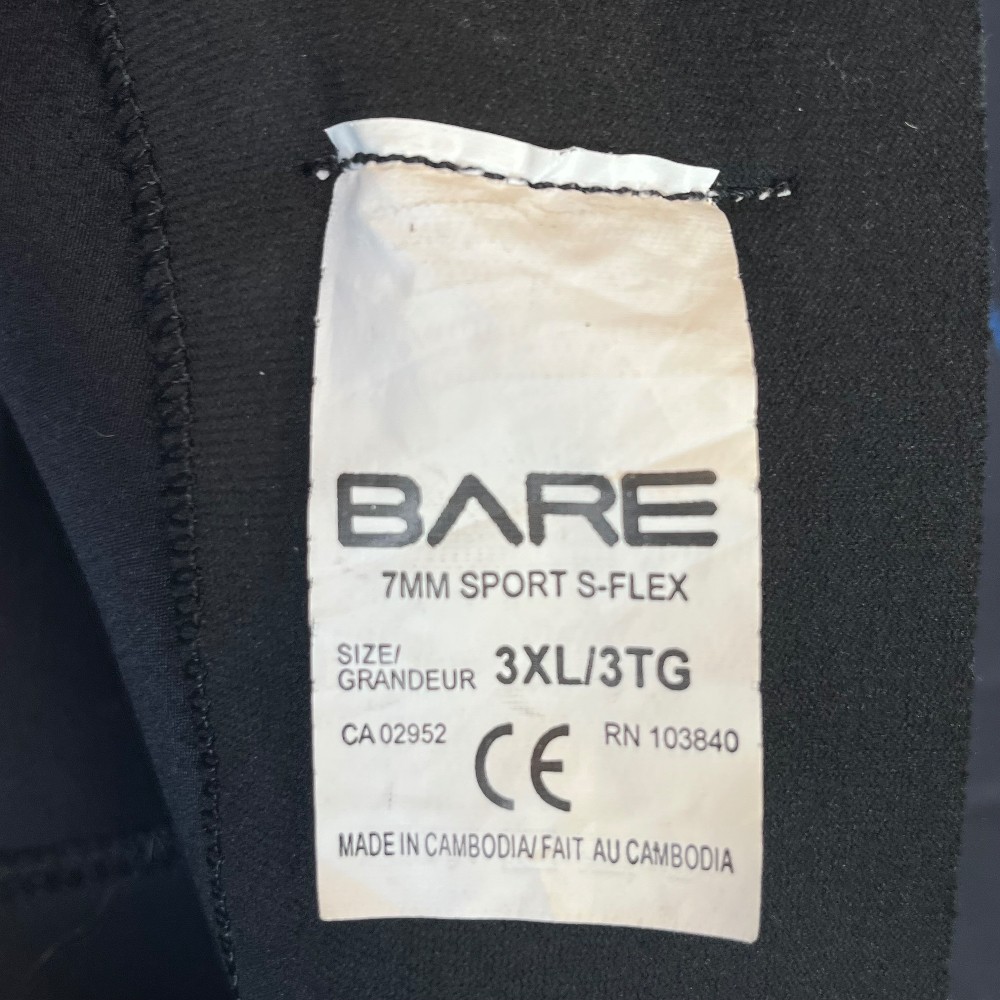 BARE
7MM SPORT S-FLEX
SIZE/
GRANDEUR 3XL/3TG
CA 02952 CE RN 103840
MADE IN CAMBODIA/ FAIT AU CAMBODIA